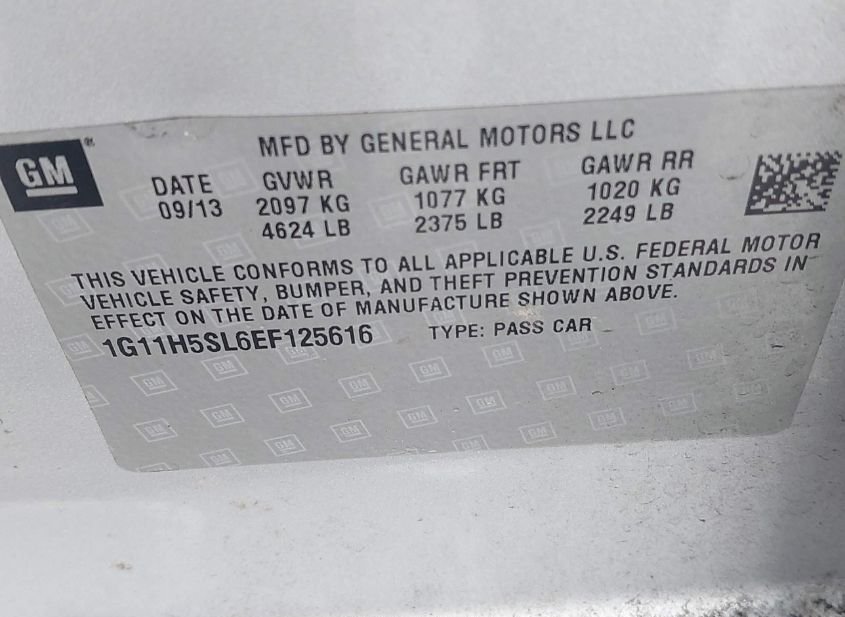 GM
MFD BY GENERAL MOTORS LLC
DATE GVWR GAWR FRT GAWR RR
09/13 2097 KG 1077 KG 1020 KG
4624 LB 2375 LB 2249 LB
THIS VEHICLE CONFORMS TO ALL APPLICABLE U.S. FEDERAL MOTOR
VEHICLE SAFETY, BUMPER, AND THEFT PREVENTION STANDARDS IN
EFFECT ON THE DATE OF MANUFACTURE SHOWN ABOVE.
1G11H5SL6EF125616 TYPE: PASS CAR